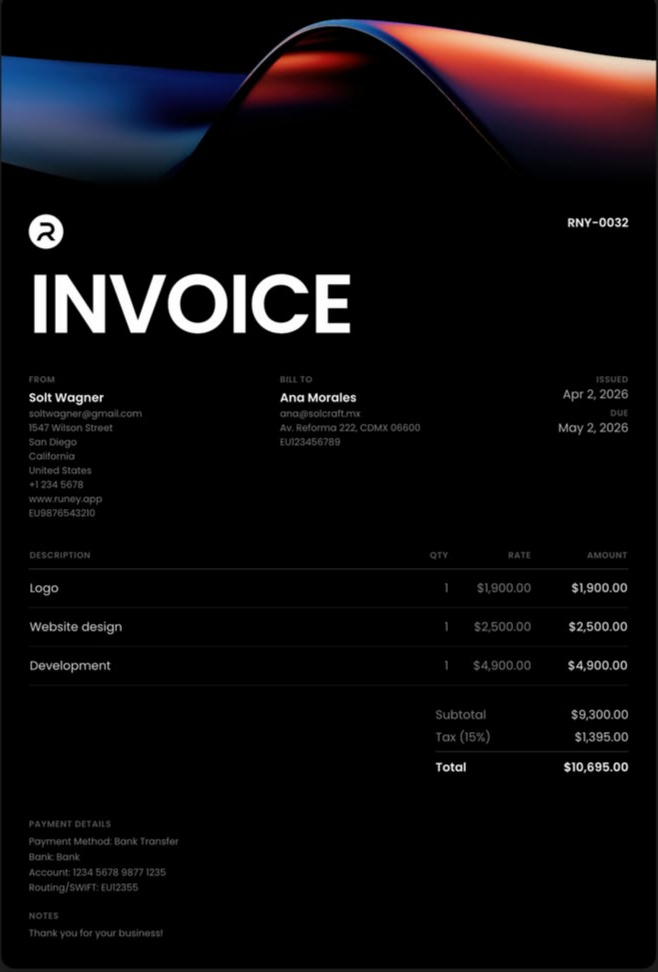 RNY-0032
INVOICE
FROM
Solt Wagner
soltwagner@gmail.com
1547 Wilson Street
San Diego
California
United States
+1 234 5678
www.runey.app
EU9876543210
BILL TO
Ana Morales
ana@solcraft.mx
Av. Reforma 222, CDMX 06600
EU123456789
ISSUED
Apr 2, 2026
DUE
May 2, 2026
DESCRIPTION QTY RATE AMOUNT
Logo 1 $1,900.00 $1,900.00
Website design 1 $2,500.00 $2,500.00
Development 1 $4,900.00 $4,900.00
Subtotal $9,300.00
Tax (15%) $1,395.00
Total $10,695.00
PAYMENT DETAILS
Payment Method: Bank Transfer
Bank: Bank
Account: 1234 5678 9877 1235
Routing/SWIFT: EU12355
NOTES
Thank you for your business!